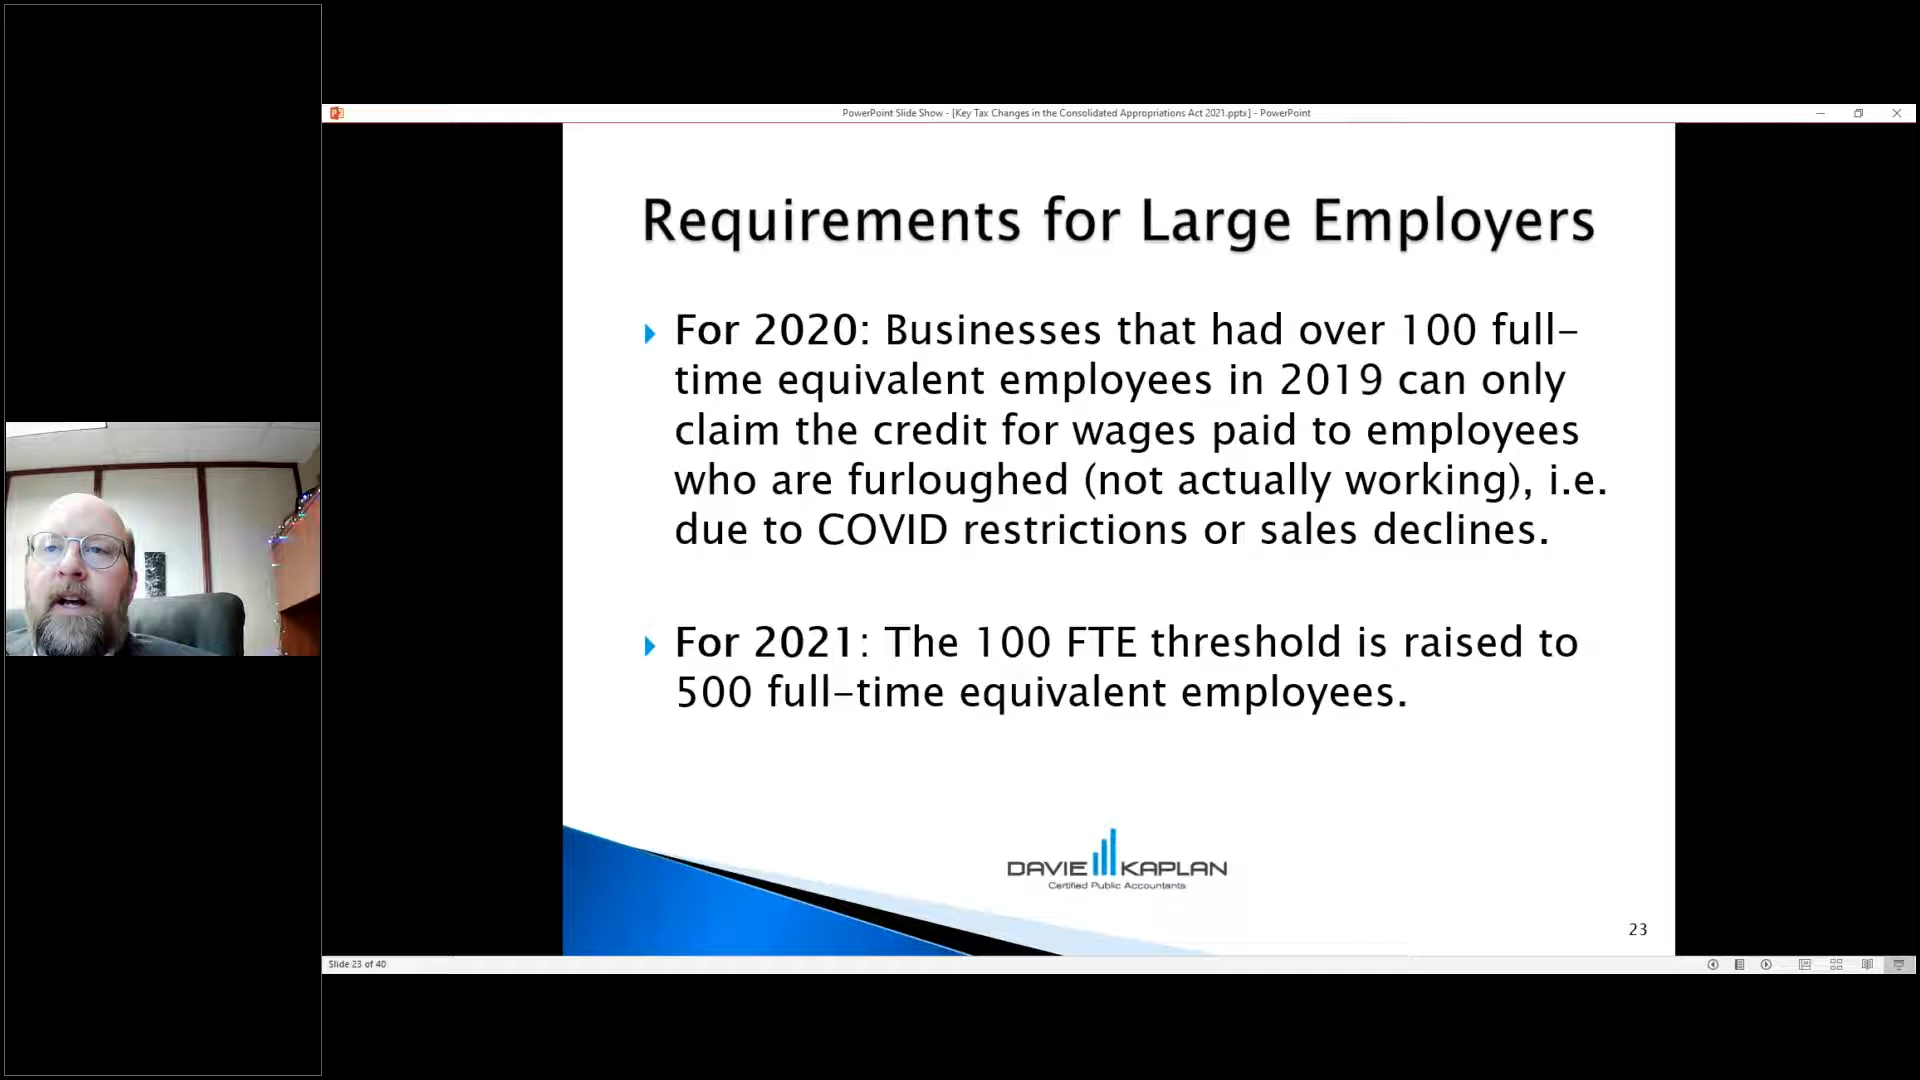 PowerPoint Slide Show - [Key Tax Changes in the Consolidated Appropriations Act 2021.pptx] - PowerPoint
Requirements for Large Employers
For 2020: Businesses that had over 100 full-
time equivalent employees in 2019 can only
claim the credit for wages paid to employees
who are furloughed (not actually working), i.e.
due to COVID restrictions or sales declines.
For 2021: The 100 FTE threshold is raised to
500 full-time equivalent employees.
DAVIE KAPLAN
Certified Public Accountants
23
Slide 23 of 40